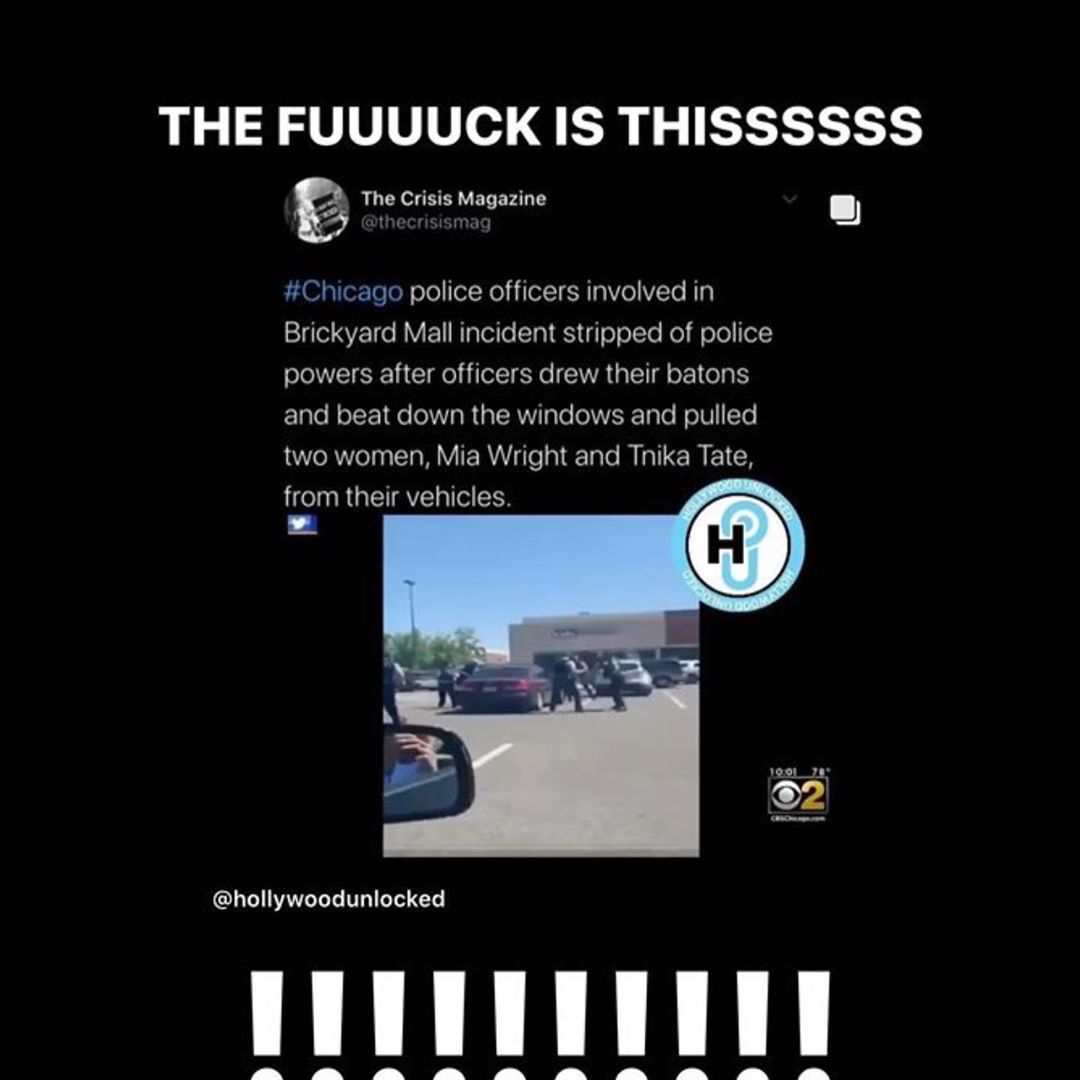 THE FUUUUCK IS THISSSSSS
The Crisis Magazine
@thecrisismag
#Chicago police officers involved in
Brickyard Mall incident stripped of police
powers after officers drew their batons
and beat down the windows and pulled
two women, Mia Wright and Tnika Tate,
from their vehicles.
HOLLYWOOD UNLOCKED
H
HOLLYWOOD UNLOCKED
10:01 78°
2
CBSChicago.com
@hollywoodunlocked
!!!!!!!!!!